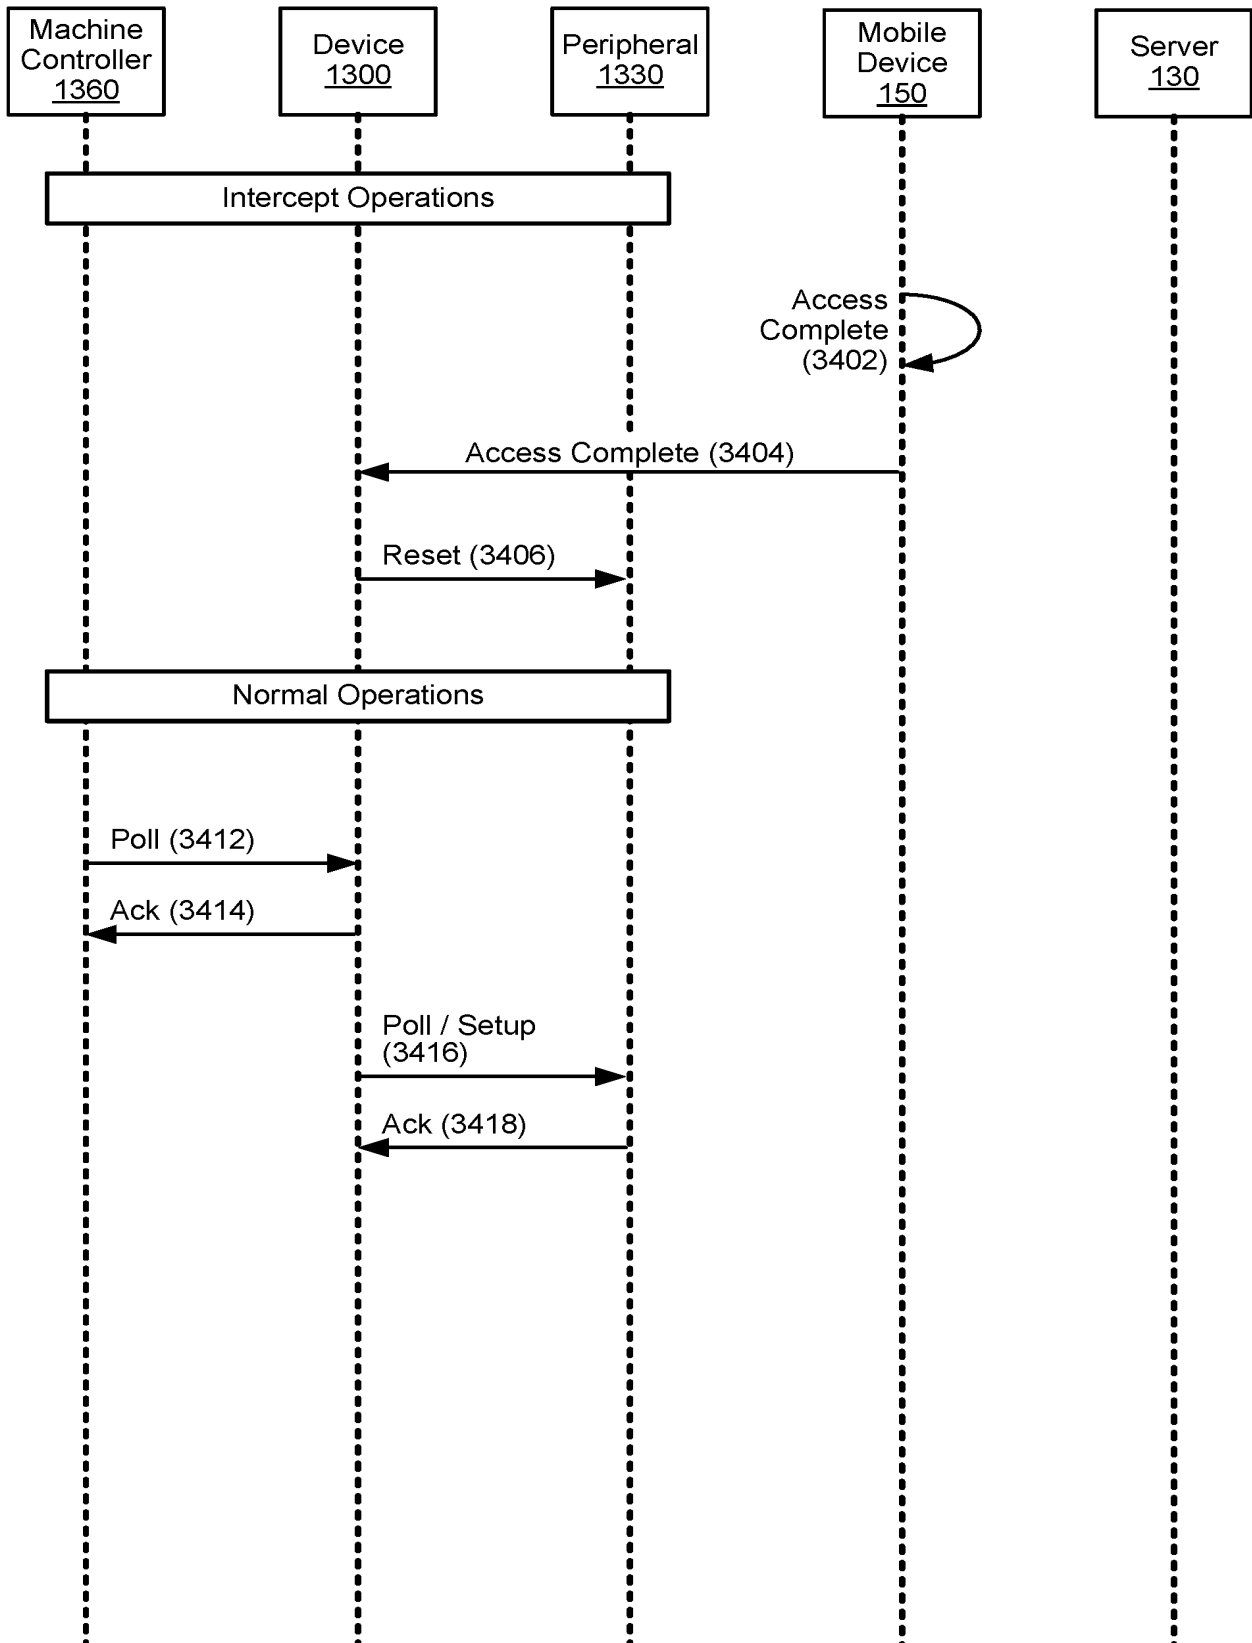 Machine
Controller
1360
Device
1300
Peripheral
1330
Mobile
Device
150
Server
130
Intercept Operations
Access
Complete
(3402)
Access Complete (3404)
Reset (3406)
Normal Operations
Poll (3412)
Ack (3414)
Poll / Setup
(3416)
Ack (3418)